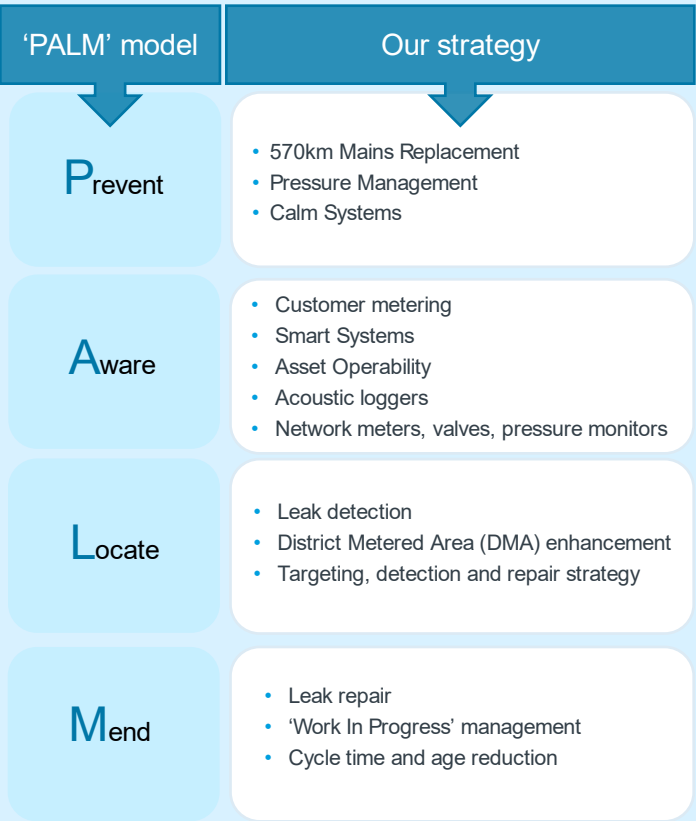 ‘PALM’ model
Our strategy
Prevent
• 570km Mains Replacement
• Pressure Management
• Calm Systems
Aware
• Customer metering
• Smart Systems
• Asset Operability
• Acoustic loggers
• Network meters, valves, pressure monitors
Locate
• Leak detection
• District Metered Area (DMA) enhancement
• Targeting, detection and repair strategy
Mend
• Leak repair
• ‘Work In Progress’ management
• Cycle time and age reduction